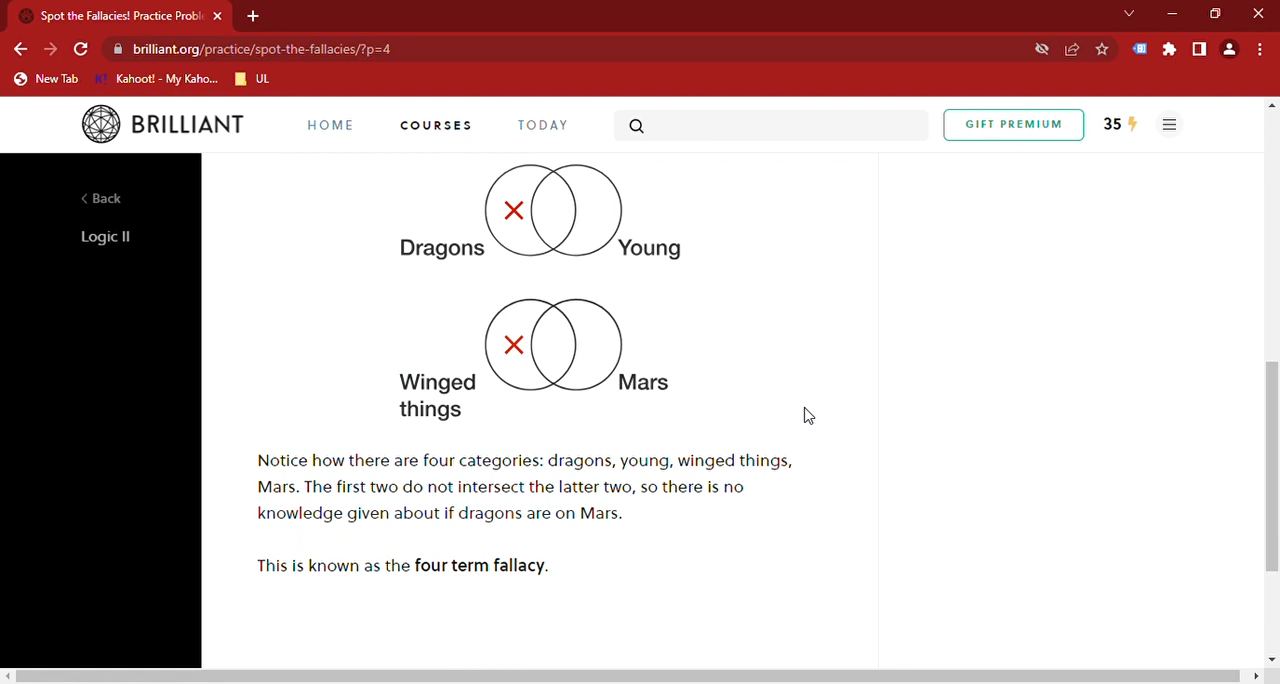 Spot the Fallacies! Practice Proble
brilliant.org/practice/spot-the-fallacies/?p=4
New Tab
K! Kahoot! - My Kaho...
UL
BRILLIANT
HOME
COURSES
TODAY
GIFT PREMIUM
35
< Back
Logic II
Dragons
Young
Winged things
Mars
Notice how there are four categories: dragons, young, winged things,
Mars. The first two do not intersect the latter two, so there is no
knowledge given about if dragons are on Mars.
This is known as the four term fallacy.